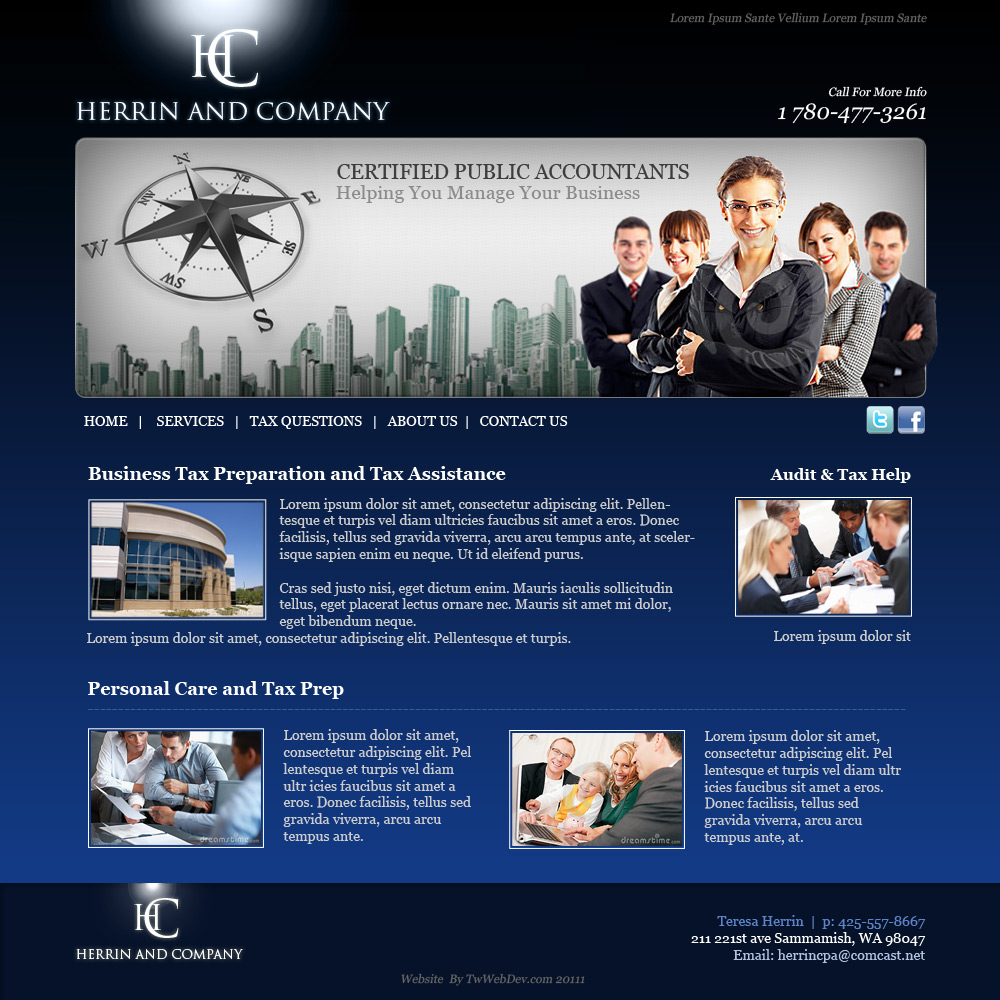 Lorem Ipsum Sante Vellium Lorem Ipsum Sante
HC
HERRIN AND COMPANY
Call For More Info
1 780-477-3261
CERTIFIED PUBLIC ACCOUNTANTS
Helping You Manage Your Business
N
NE
E
SE
S
SW
W
NW
HOME | SERVICES | TAX QUESTIONS | ABOUT US | CONTACT US
t f
Business Tax Preparation and Tax Assistance
Lorem ipsum dolor sit amet, consectetur adipiscing elit. Pellen-
tesque et turpis vel diam ultricies faucibus sit amet a eros. Donec
facilisis, tellus sed gravida viverra, arcu arcu tempus ante, at sceler-
isque sapien enim eu neque. Ut id eleifend purus.
Cras sed justo nisi, eget dictum enim. Mauris iaculis sollicitudin
tellus, eget placerat lectus ornare nec. Mauris sit amet mi dolor,
eget bibendum neque.
Lorem ipsum dolor sit amet, consectetur adipiscing elit. Pellentesque et turpis.
Audit & Tax Help
Lorem ipsum dolor sit
Personal Care and Tax Prep
dreamstime
Lorem ipsum dolor sit amet,
consectetur adipiscing elit. Pel
lentesque et turpis vel diam
ultr icies faucibus sit amet a
eros. Donec facilisis, tellus sed
gravida viverra, arcu arcu
tempus ante.
dreamstime
Lorem ipsum dolor sit amet,
consectetur adipiscing elit. Pel
lentesque et turpis vel diam ultr
icies faucibus sit amet a eros.
Donec facilisis, tellus sed
gravida viverra, arcu arcu
tempus ante, at.
HC
HERRIN AND COMPANY
Teresa Herrin | p: 425-557-8667
211 221st ave Sammamish, WA 98047
Email: herrincpa@comcast.net
Website By TwWebDev.com 20111